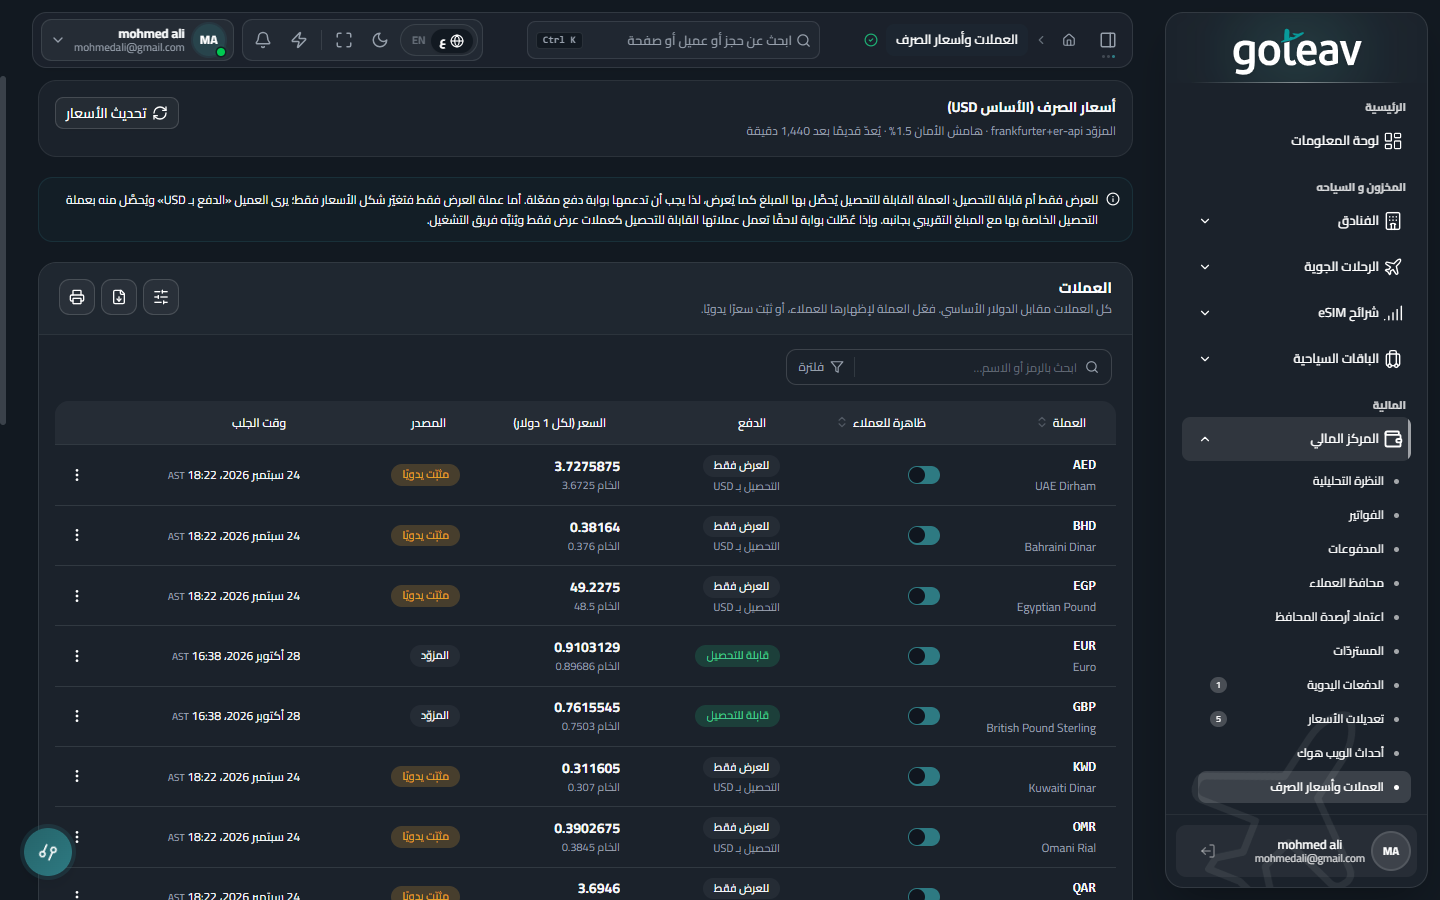 goleav
الرئيسية
لوحة المعلومات
المخزون و السياحه
الفنادق
الرحلات الجوية
شرائح eSIM
الباقات السياحية
المالية
المركز المالي
النظرة التحليلية
الفواتير
المدفوعات
محافظ العملاء
اعتماد أرصدة المحافظ
المستردّات
الدفعات اليدوية 1
تعديلات الأسعار 5
أحداث الويب هوك
العملات وأسعار الصرف
MA mohmed ali
mohmedali@gmail.com
العملات وأسعار الصرف
ابحث عن حجز أو عميل أو صفحة Ctrl K
ع EN
MA mohmed ali
mohmedali@gmail.com
أسعار الصرف (الأساس USD)
المزوّد frankfurter+er-api · هامش الأمان 1.5% · يُعدّ قديمًا بعد 1,440 دقيقة
تحديث الأسعار
للعرض فقط أم قابلة للتحصيل: العملة القابلة للتحصيل يُحصَّل بها المبلغ كما يُعرض، لذا يجب أن تدعمها بوابة دفع مفعّلة. أما عملة العرض فقط فتغيّر شكل الأسعار فقط؛ يرى العميل «الدفع بـ USD» ويُحصَّل منه بعملة
التحصيل الخاصة بها مع المبلغ التقريبي بجانبه. وإذا عُطّلت بوابة لاحقًا تعمل عملاتها القابلة للتحصيل كعملات عرض فقط ويُنبَّه فريق التشغيل.
العملات
كل العملات مقابل الدولار الأساسي. فعّل العملة لإظهارها للعملاء، أو ثبّت سعرًا يدويًا.
ابحث بالرمز أو الاسم... فلترة
العملة ظاهرة للعملاء الدفع السعر (لكل 1 دولار) المصدر وقت الجلب
AED للعرض فقط 3.7275875 مثبّت يدويًا 24 سبتمبر 2026، 18:22 AST
UAE Dirham التحصيل بـ USD الخام 3.6725
BHD للعرض فقط 0.38164 مثبّت يدويًا 24 سبتمبر 2026، 18:22 AST
Bahraini Dinar التحصيل بـ USD الخام 0.376
EGP للعرض فقط 49.2275 مثبّت يدويًا 24 سبتمبر 2026، 18:22 AST
Egyptian Pound التحصيل بـ USD الخام 48.5
EUR قابلة للتحصيل 0.9103129 المزوّد 28 أكتوبر 2026، 16:38 AST
Euro الخام 0.89686
GBP قابلة للتحصيل 0.7615545 المزوّد 28 أكتوبر 2026، 16:38 AST
British Pound Sterling الخام 0.7503
KWD للعرض فقط 0.311605 مثبّت يدويًا 24 سبتمبر 2026، 18:22 AST
Kuwaiti Dinar التحصيل بـ USD الخام 0.307
OMR للعرض فقط 0.3902675 مثبّت يدويًا 24 سبتمبر 2026، 18:22 AST
Omani Rial التحصيل بـ USD الخام 0.3845
QAR للعرض فقط 3.6946 مثبّت يدويًا 24 سبتمبر 2026، 18:22 AST